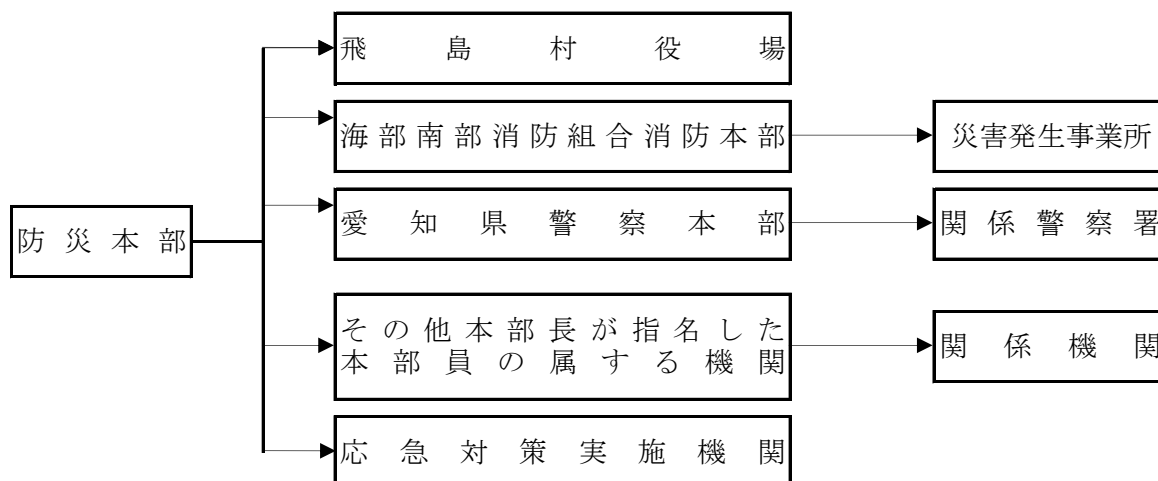 飛島村役場
海部南部消防組合消防本部
災害発生事業所
愛知県警察本部
関係警察署
防災本部
その他本部長が指名した
本部員の属する機関
関係機関
応急対策実施機関